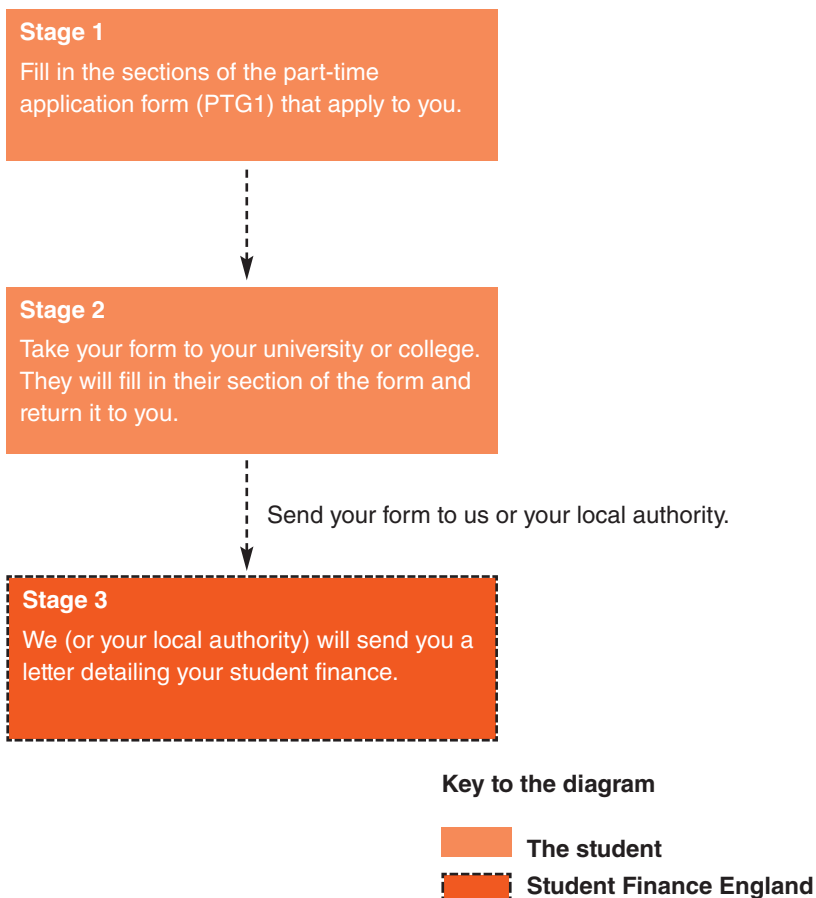 Stage 1
Fill in the sections of the part-time
application form (PTG1) that apply to you.
Stage 2
Take your form to your university or college.
They will fill in their section of the form and
return it to you.
Send your form to us or your local authority.
Stage 3
We (or your local authority) will send you a
letter detailing your student finance.
Key to the diagram
The student
Student Finance England